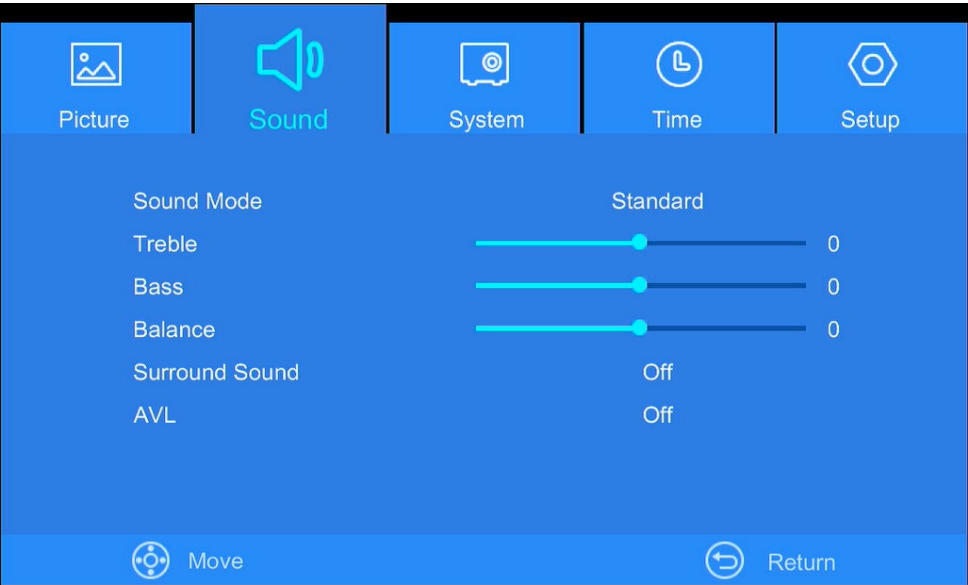 Picture Sound System Time Setup
Sound Mode Standard
Treble 0
Bass 0
Balance 0
Surround Sound Off
AVL Off
Move Return